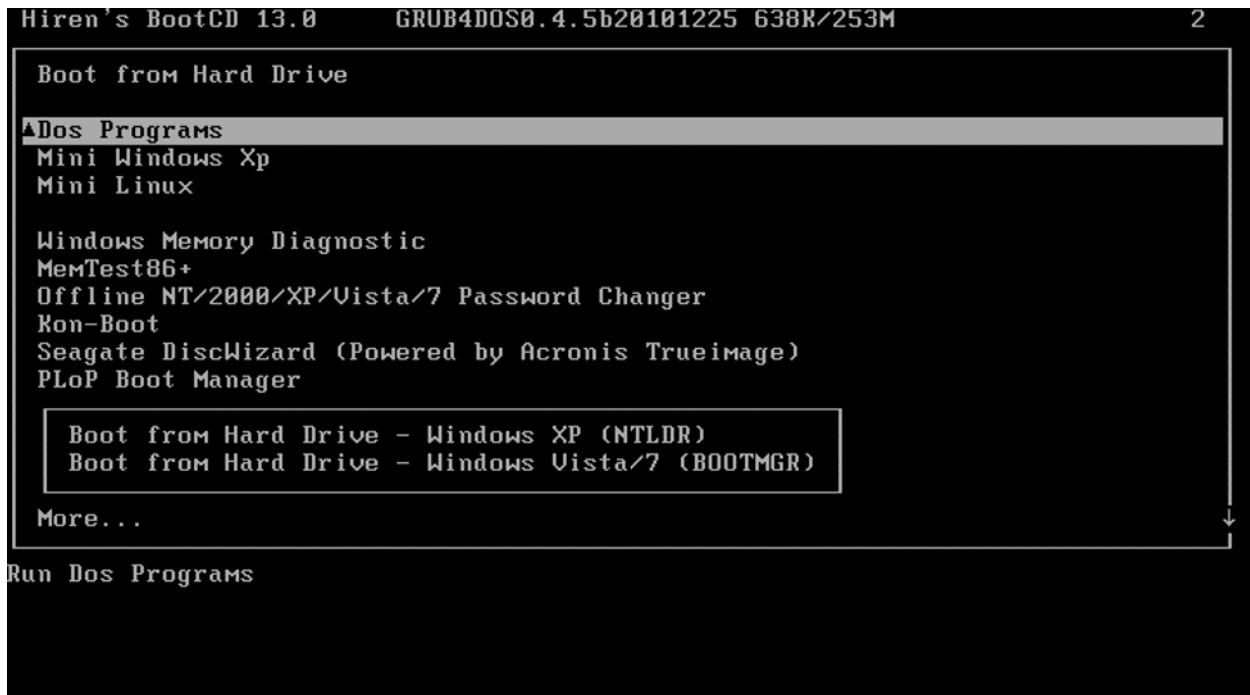 Hiren's BootCD 13.0 GRUB4DOS0.4.5b20101225 638K/253M 2
Boot from Hard Drive
Dos Programs
Mini Windows Xp
Mini Linux
Windows Memory Diagnostic
MemTest86+
Offline NT/2000/XP/Vista/7 Password Changer
Kon-Boot
Seagate DiscWizard (Powered by Acronis Trueimage)
PLoP Boot Manager
Boot from Hard Drive - Windows XP (NTLDR)
Boot from Hard Drive - Windows Vista/7 (BOOTMGR)
More...
Run Dos Programs